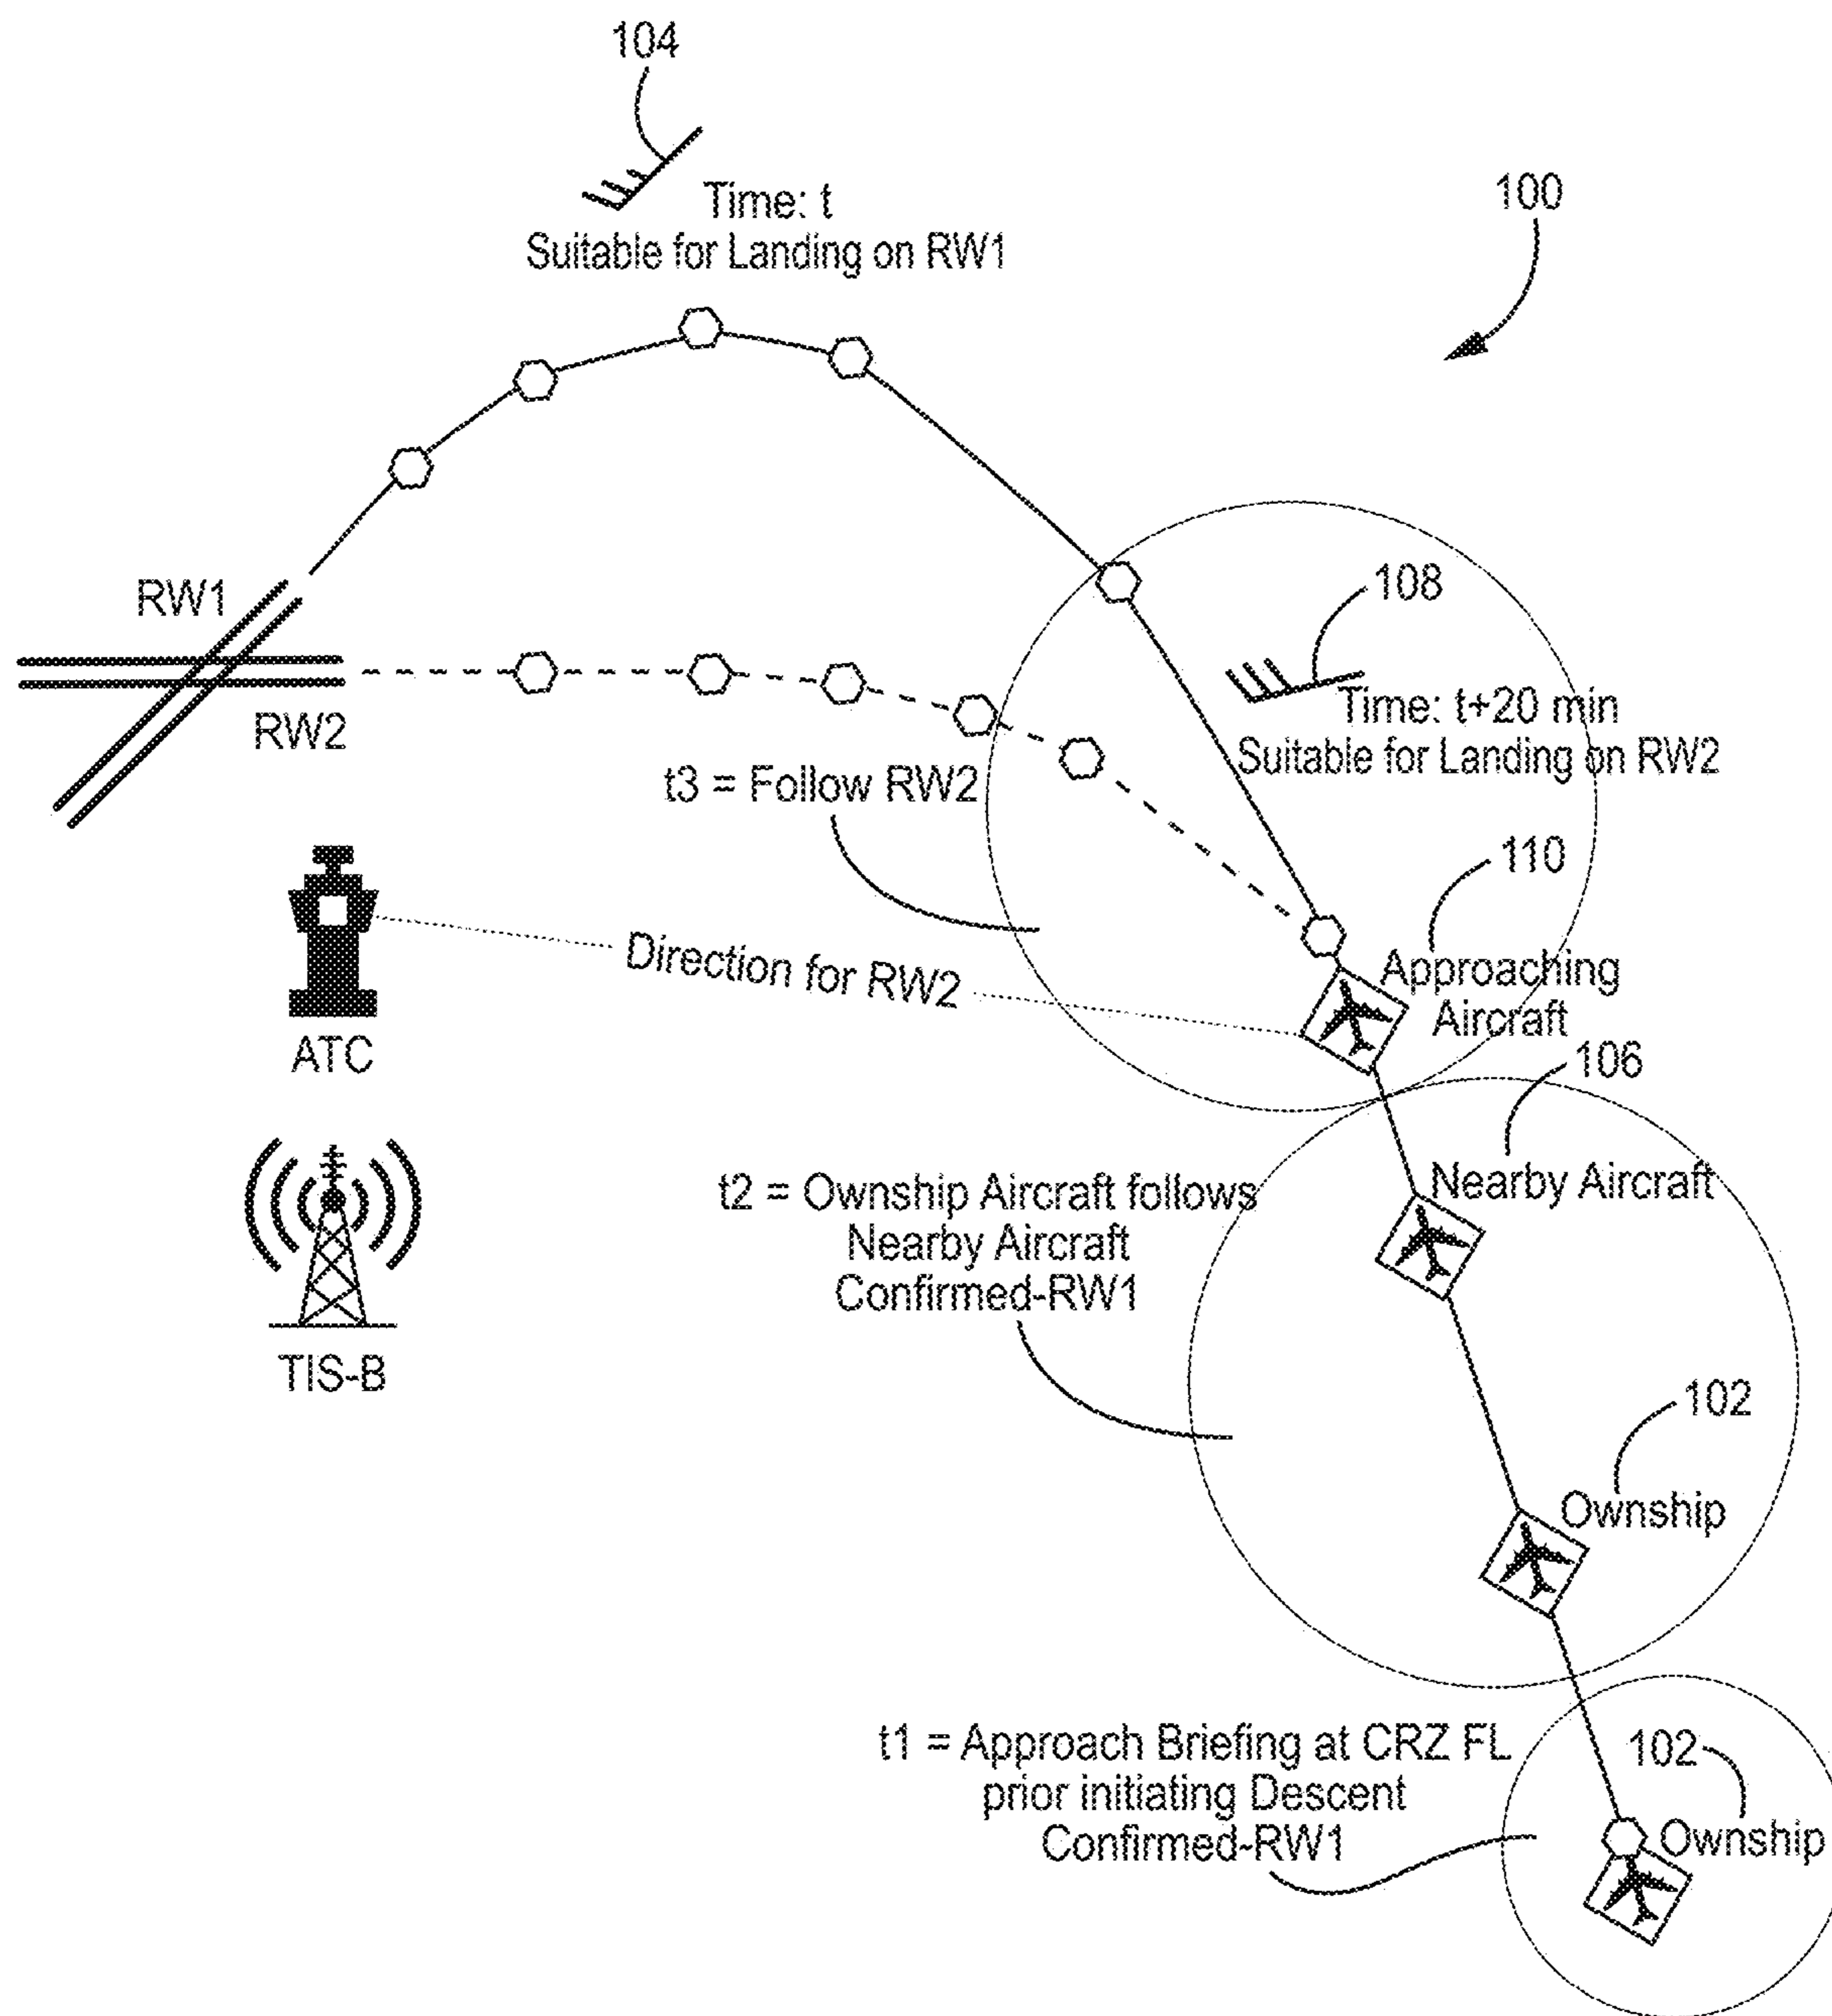 104
Time: t
Suitable for Landing on RW1
100
RW1
108
RW2
Time: t+20 min
Suitable for Landing on RW2
t3 = Follow RW2
110
Direction for RW2
Approaching
Aircraft
ATC
106
Nearby Aircraft
t2 = Ownship Aircraft follows
Nearby Aircraft
Confirmed-RW1
TIS-B
102
Ownship
t1 = Approach Briefing at CRZ FL
prior initiating Descent
Confirmed-RW1
102
Ownship